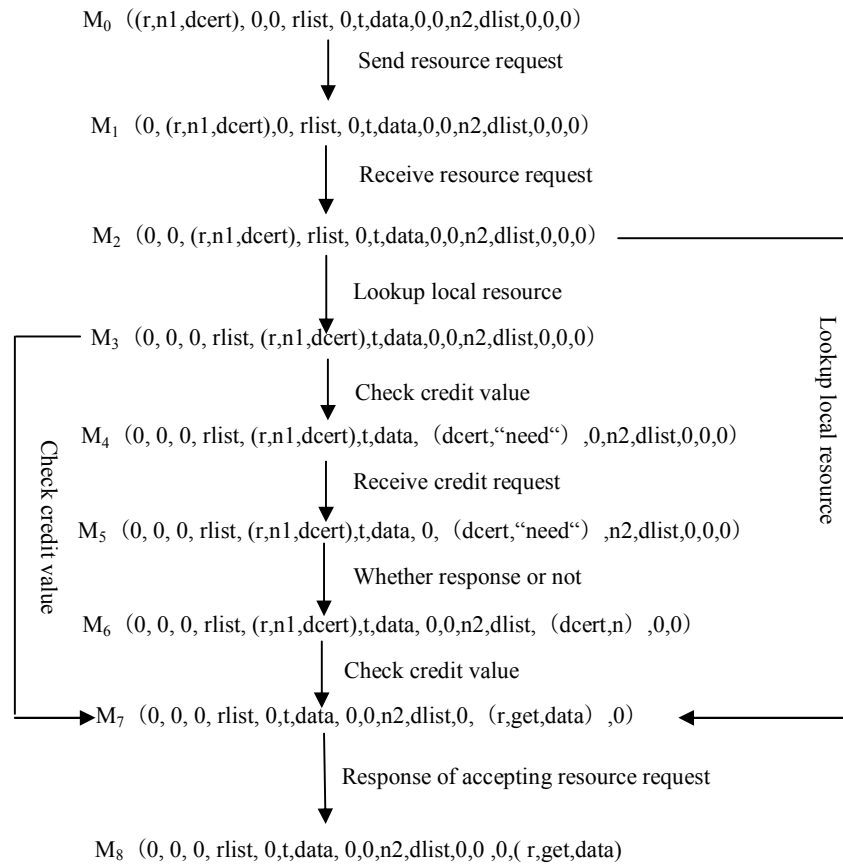 M0 ((r,n1,dcert), 0,0, rlist, 0,t,data,0,0,n2,dlist,0,0,0)
Send resource request
M1 (0, (r,n1,dcert),0, rlist, 0,t,data,0,0,n2,dlist,0,0,0)
Receive resource request
M2 (0, 0, (r,n1,dcert), rlist, 0,t,data,0,0,n2,dlist,0,0,0)
Lookup local resource
Lookup local resource
M3 (0, 0, 0, rlist, (r,n1,dcert),t,data,0,0,n2,dlist,0,0,0)
Check credit value
Check credit value
M4 (0, 0, 0, rlist, (r,n1,dcert),t,data, (dcert,“need“) ,0,n2,dlist,0,0,0)
Receive credit request
M5 (0, 0, 0, rlist, (r,n1,dcert),t,data, 0, (dcert,“need“) ,n2,dlist,0,0,0)
Whether response or not
M6 (0, 0, 0, rlist, (r,n1,dcert),t,data, 0,0,n2,dlist, (dcert,n) ,0,0)
Check credit value
M7 (0, 0, 0, rlist, 0,t,data, 0,0,n2,dlist,0, (r,get,data) ,0)
Response of accepting resource request
M8 (0, 0, 0, rlist, 0,t,data, 0,0,n2,dlist,0,0 ,0,( r,get,data)